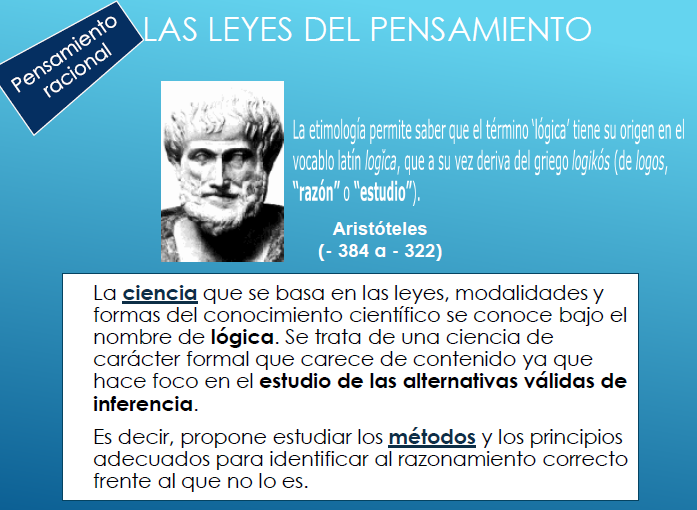 Pensamiento
racional
LAS LEYES DEL PENSAMIENTO
La etimología permite saber que el término ‘lógica’ tiene su origen en el
vocablo latín logĭca, que a su vez deriva del griego logikós (de logos,
“razón” o “estudio”).
Aristóteles
(- 384 a - 322)
La ciencia que se basa en las leyes, modalidades y
formas del conocimiento científico se conoce bajo el
nombre de lógica. Se trata de una ciencia de
carácter formal que carece de contenido ya que
hace foco en el estudio de las alternativas válidas de
inferencia.
Es decir, propone estudiar los métodos y los principios
adecuados para identificar al razonamiento correcto
frente al que no lo es.